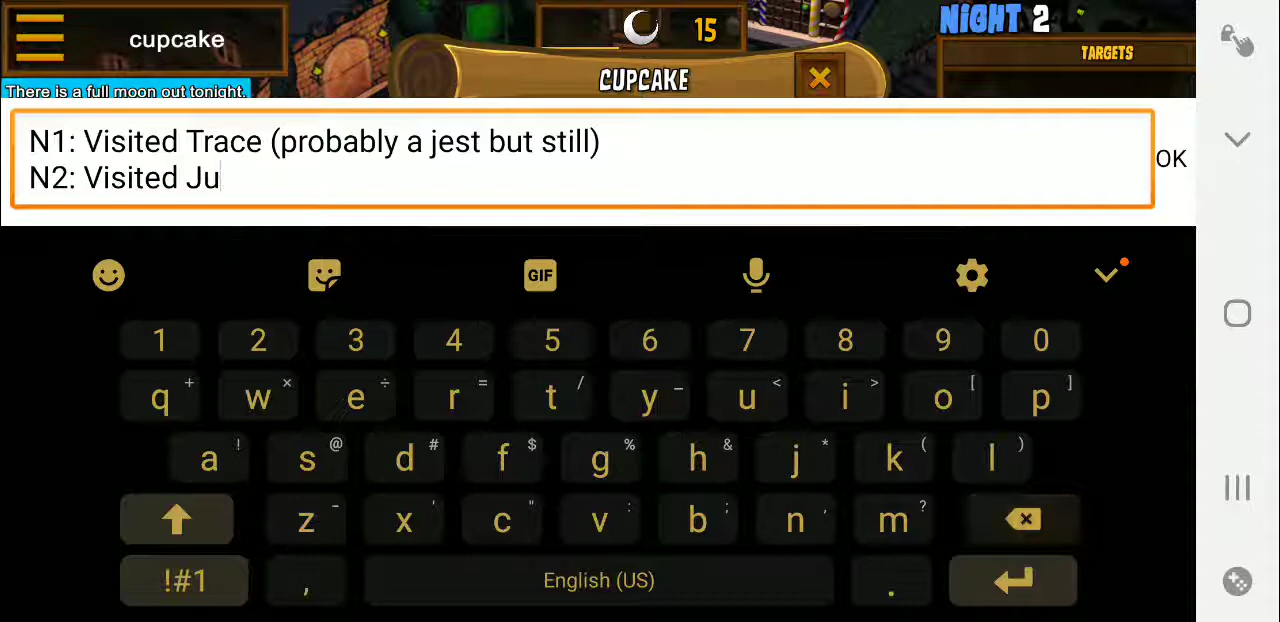 cupcake
15
NIGHT 2
TARGETS
There is a full moon out tonight.
CUPCAKE
N1: Visited Trace (probably a jest but still)
N2: Visited Ju
OK
GIF
1 2 3 4 5 6 7 8 9 0
q + w × e ÷ r = t / y _ u < i > o [ p ]
a ! s @ d # f $ g % h & j * k ( l )
z - x ' c " v : b ; n , m ?
!#1 , English (US) .